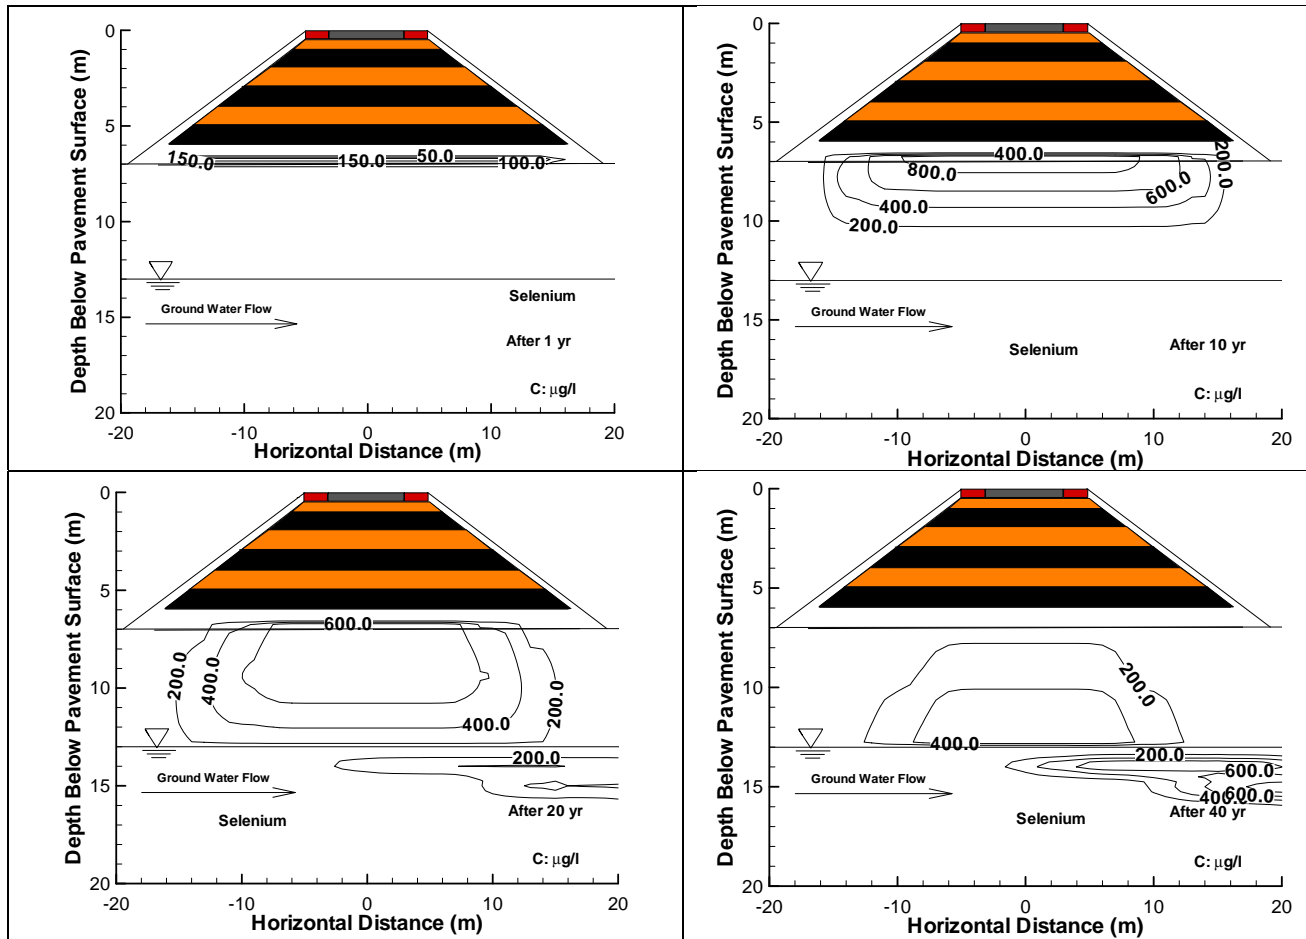 0
5
10
15
20
Depth Below Pavement Surface (m)
150.0 150.0 50.0 100.0
Ground Water Flow
Selenium
After 1 yr
C: μg/l
-20 -10 0 10 20
Horizontal Distance (m)
0
5
10
15
20
Depth Below Pavement Surface (m)
400.0 200.0
800.0 600.0
400.0
200.0
Ground Water Flow
Selenium
After 10 yr
C: μg/l
-20 -10 0 10 20
Horizontal Distance (m)
0
5
10
15
20
Depth Below Pavement Surface (m)
600.0
200.0 400.0 200.0
400.0
200.0
Ground Water Flow
Selenium
After 20 yr
C: μg/l
-20 -10 0 10 20
Horizontal Distance (m)
0
5
10
15
20
Depth Below Pavement Surface (m)
200.0
400.0
200.0
600.0
400.0 600.0
Ground Water Flow
Selenium
After 40 yr
C: μg/l
-20 -10 0 10 20
Horizontal Distance (m)